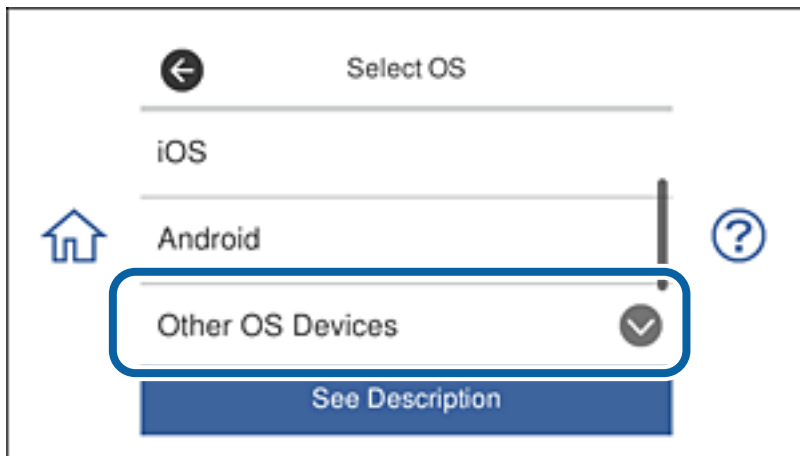 Select OS
iOS
Android
Other OS Devices
See Description